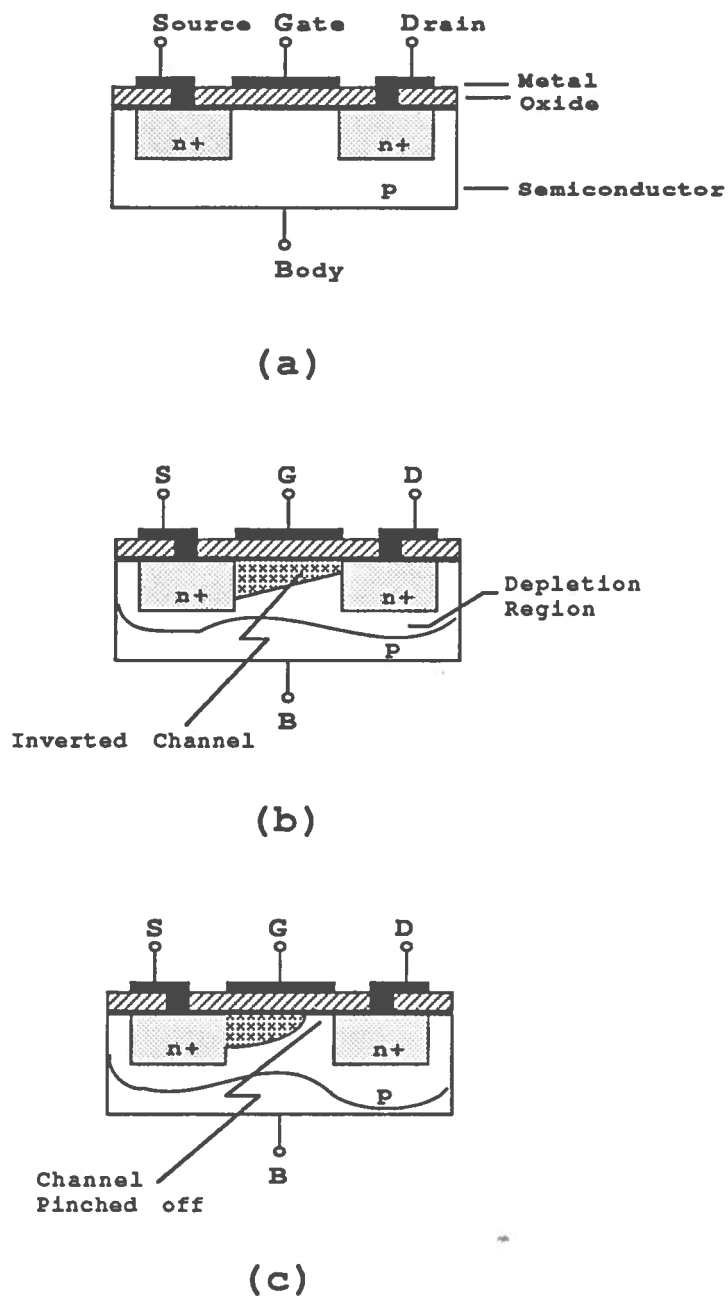 Source Gate Drain
Metal
Oxide
n+ n+
p
Semiconductor
Body
(a)
S G D
n+ n+
Depletion
Region
p
B
Inverted Channel
(b)
S G D
n+ n+
p
B
Channel
Pinched off
(c)